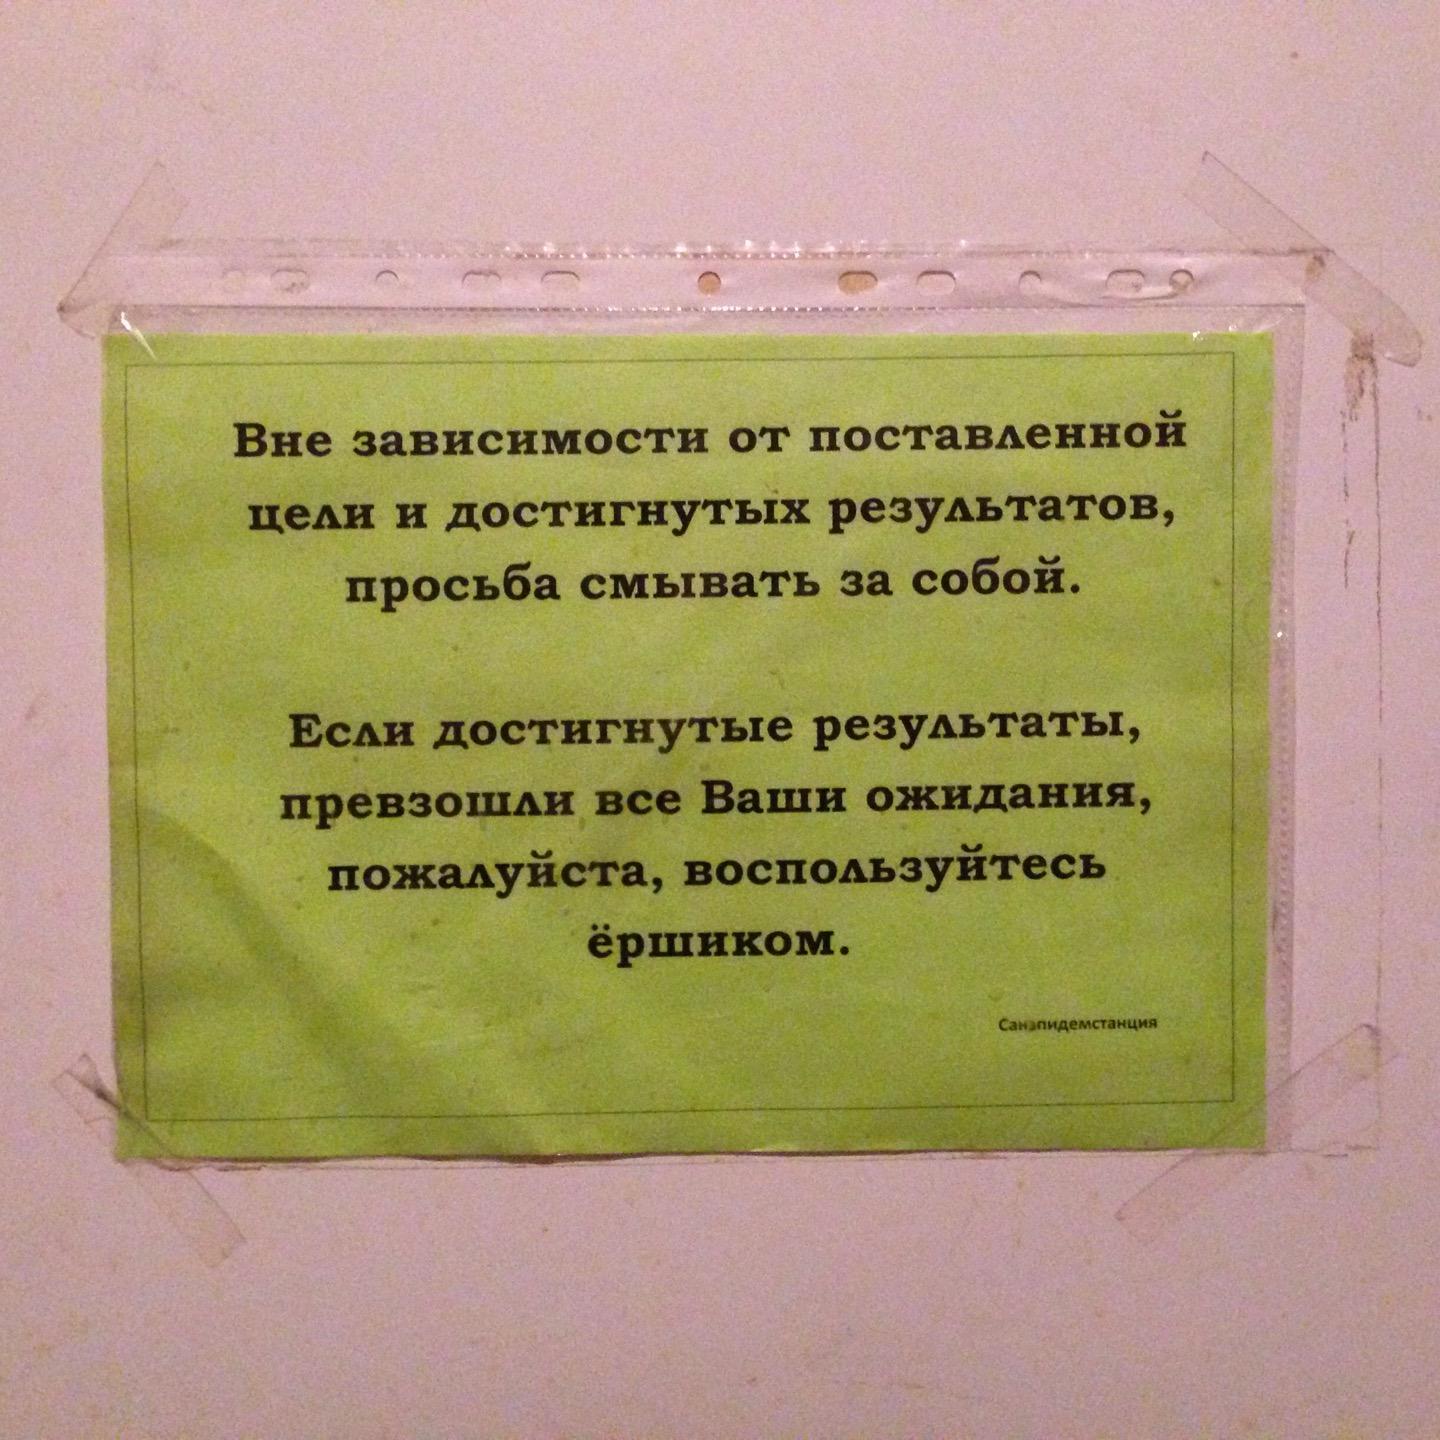 Вне зависимости от поставленной
цели и достигнутых результатов,
просьба смывать за собой.
Если достигнутые результаты,
превзошли все Ваши ожидания,
пожалуйста, воспользуйтесь
ёршиком.
Санэпидемстанция